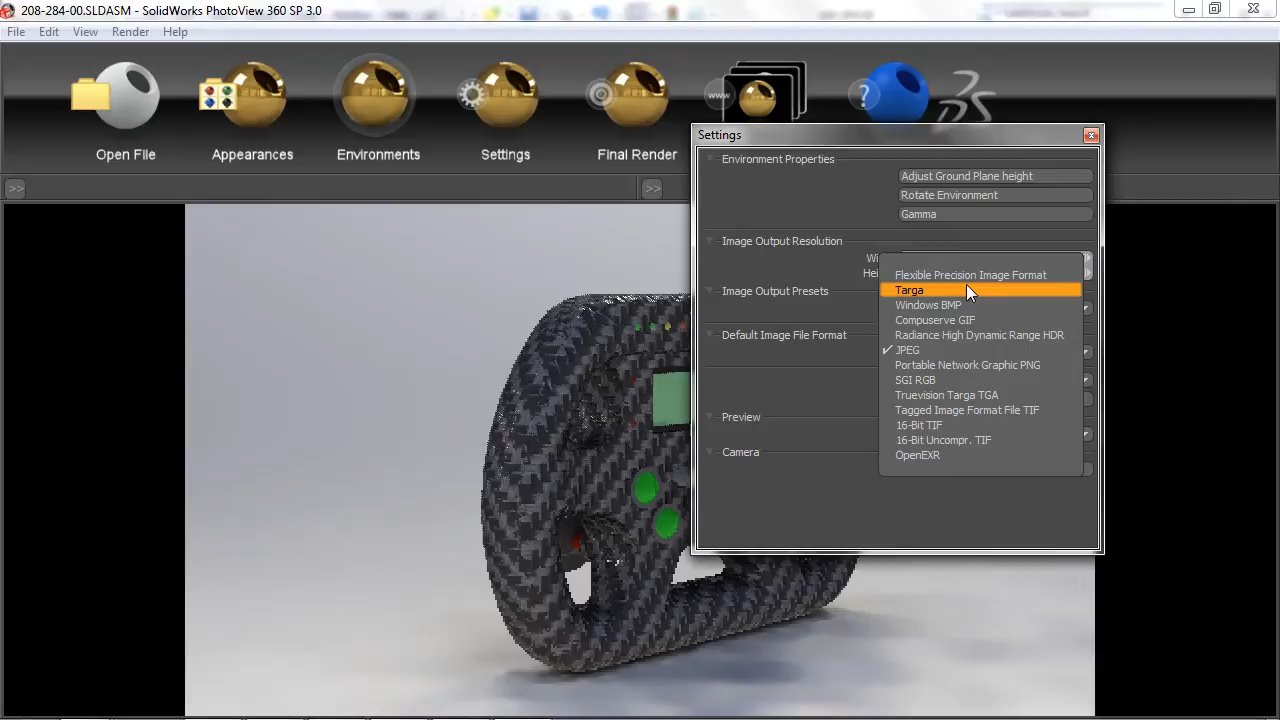 208-284-00.SLDASM - SolidWorks PhotoView 360 SP 3.0
File Edit View Render Help
www
?
Open File Appearances Environments Settings Final Render
>> >>
Settings
Environment Properties
Adjust Ground Plane height
Rotate Environment
Gamma
Image Output Resolution
Wi
Hei
Image Output Presets
Default Image File Format
Preview
Camera
Flexible Precision Image Format
Targa
Windows BMP
Compuserve GIF
Radiance High Dynamic Range HDR
JPEG
Portable Network Graphic PNG
SGI RGB
Truevision Targa TGA
Tagged Image Format File TIF
16-Bit TIF
16-Bit Uncompr. TIF
OpenEXR